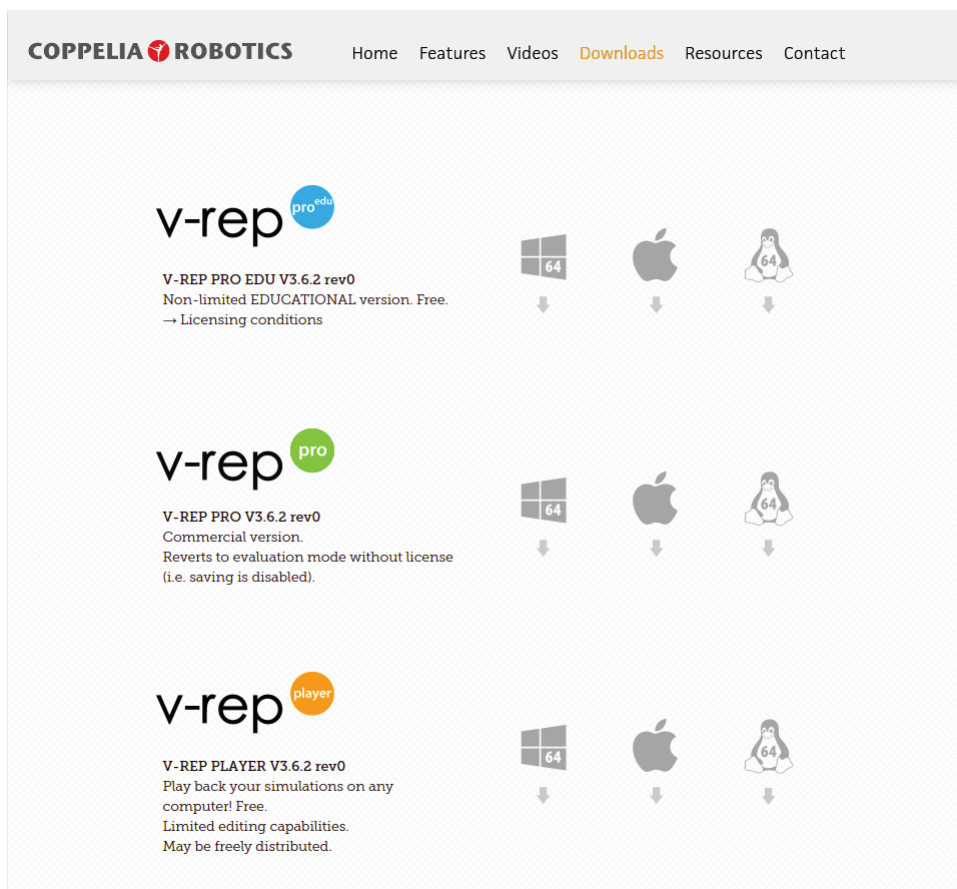 COPPELIA ROBOTICS
Home Features Videos Downloads Resources Contact
v-rep pro edu
64 64
V-REP PRO EDU V3.6.2 rev0
Non-limited EDUCATIONAL version. Free.
→ Licensing conditions
v-rep pro
64 64
V-REP PRO V3.6.2 rev0
Commercial version.
Reverts to evaluation mode without license
(i.e. saving is disabled).
v-rep player
64 64
V-REP PLAYER V3.6.2 rev0
Play back your simulations on any
computer! Free.
Limited editing capabilities.
May be freely distributed.